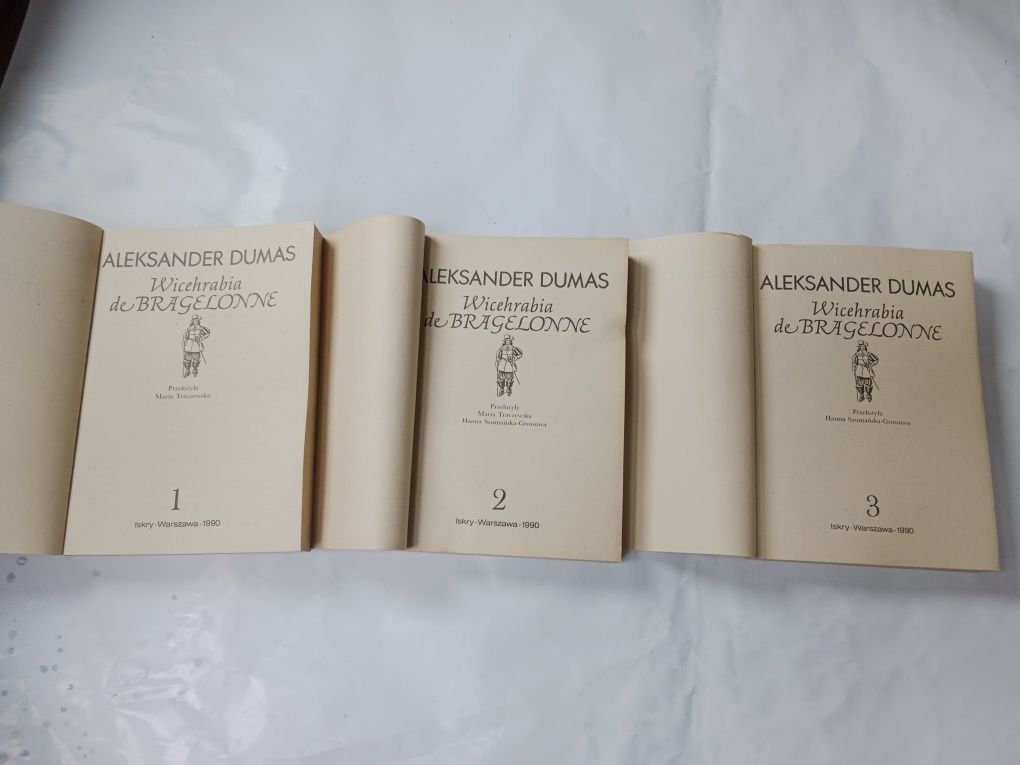 ALEKSANDER DUMAS
Wicehrabia
de BRAGELONNE
Przełożyła
Maria Traczewska
1
Iskry-Warszawa-1990
ALEKSANDER DUMAS
Wicehrabia
de BRAGELONNE
Przełożyły
Maria Traczewska
Hanna Szumańska-Grossowa
2
Iskry-Warszawa-1990
ALEKSANDER DUMAS
Wicehrabia
de BRAGELONNE
Przełożyła
Hanna Szumańska-Grossowa
3
Iskry-Warszawa-1990